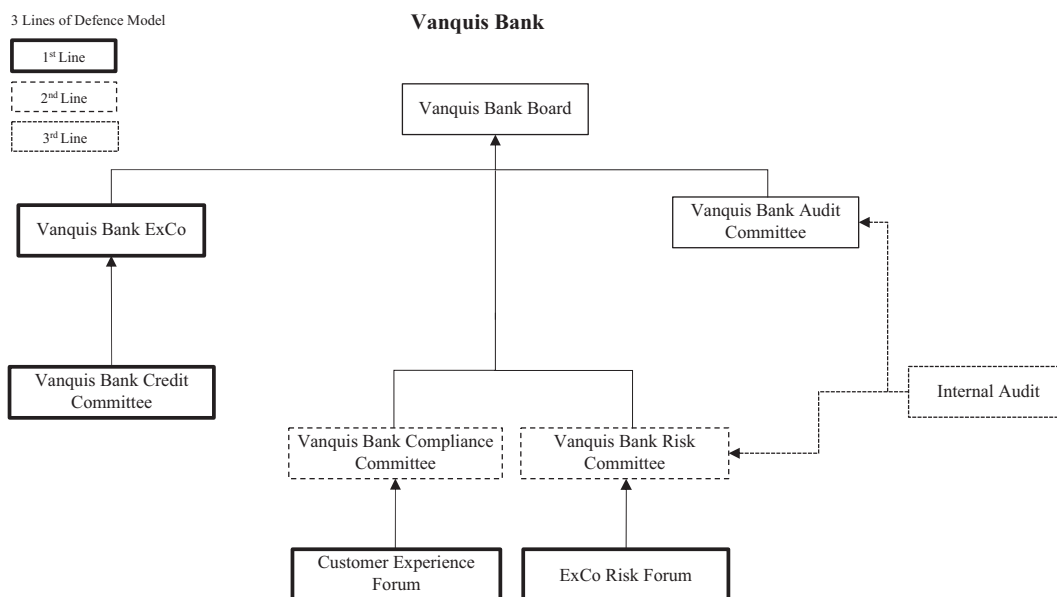 3 Lines of Defence Model
Vanquis Bank
1st Line
2nd Line
3rd Line
Vanquis Bank Board
Vanquis Bank ExCo
Vanquis Bank Audit
Committee
Vanquis Bank Credit
Committee
Internal Audit
Vanquis Bank Compliance
Committee
Vanquis Bank Risk
Committee
Customer Experience
Forum
ExCo Risk Forum